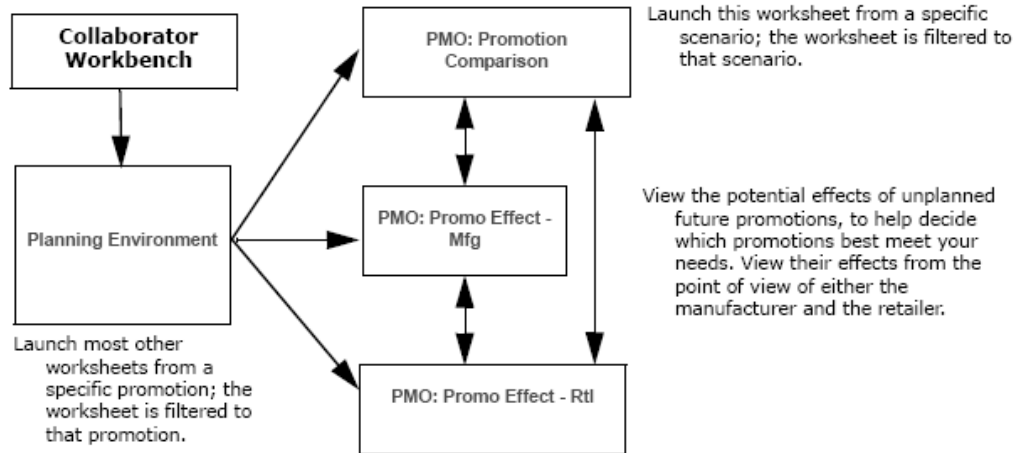 Collaborator
Workbench
PMO: Promotion
Comparison
Launch this worksheet from a specific
scenario; the worksheet is filtered to
that scenario.
Planning Environment
PMO: Promo Effect -
Mfg
View the potential effects of unplanned
future promotions, to help decide
which promotions best meet your
needs. View their effects from the
point of view of either the
manufacturer and the retailer.
Launch most other
worksheets from a
specific promotion; the
worksheet is filtered to
that promotion.
PMO: Promo Effect - Rtl